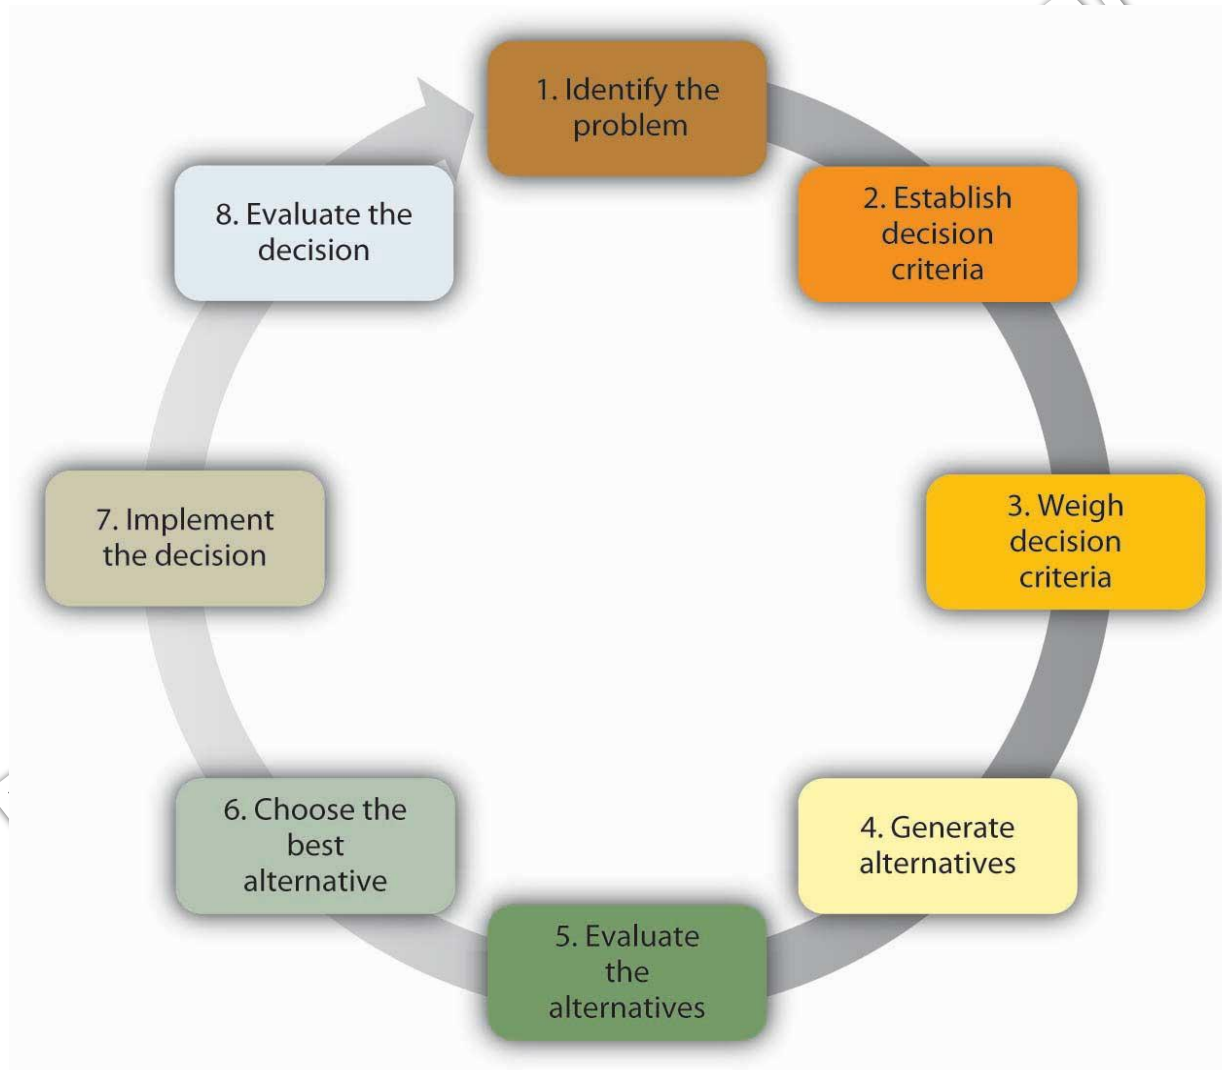 1. Identify the
problem
2. Establish
decision
criteria
3. Weigh
decision
criteria
4. Generate
alternatives
5. Evaluate
the
alternatives
6. Choose the
best
alternative
7. Implement
the decision
8. Evaluate the
decision